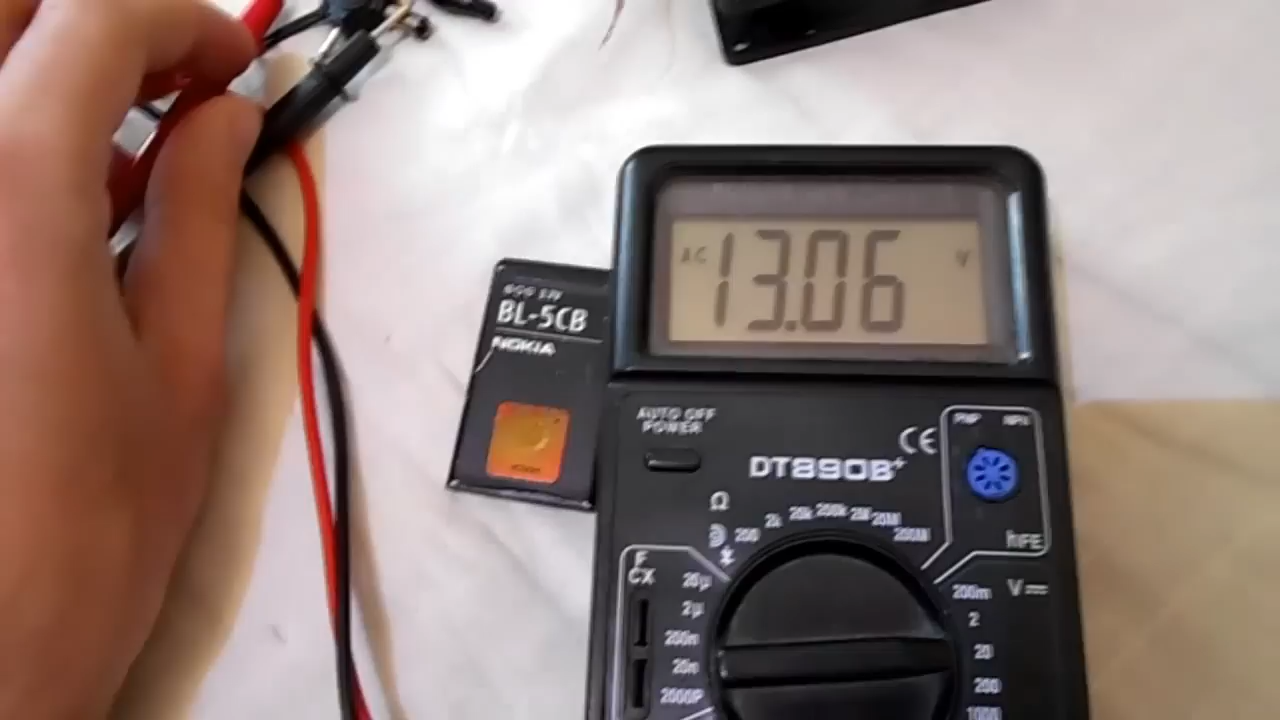 AC 13.06 V
BL-5CB
NOKIA
AUTO OFF
POWER
CE
DT890B+
PNP NPN
hFE
Ω
200 2k 20k 200k 2M 20M 200M
F
CX
20µ
2µ
200n
20n
2000P
V
200m
2
20
200
1000